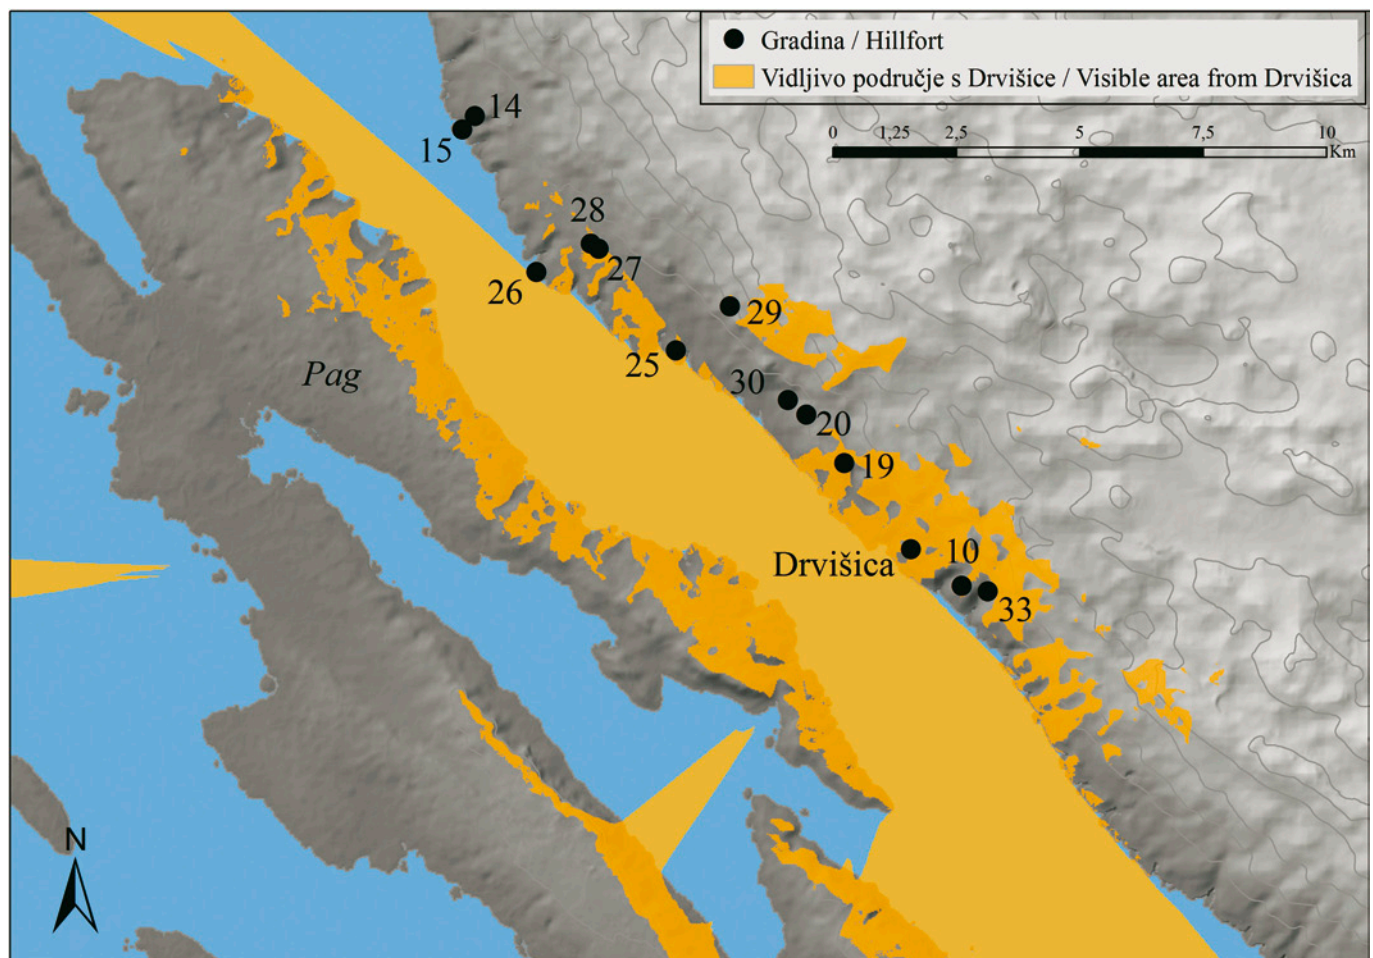 Gradina / Hillfort
Vidljivo područje s Drvišice / Visible area from Drvišica
0 1,25 2,5 5 7,5 10
Km
14
15
28
27
26
29
25
Pag
30
20
19
10
Drvišica
33
N